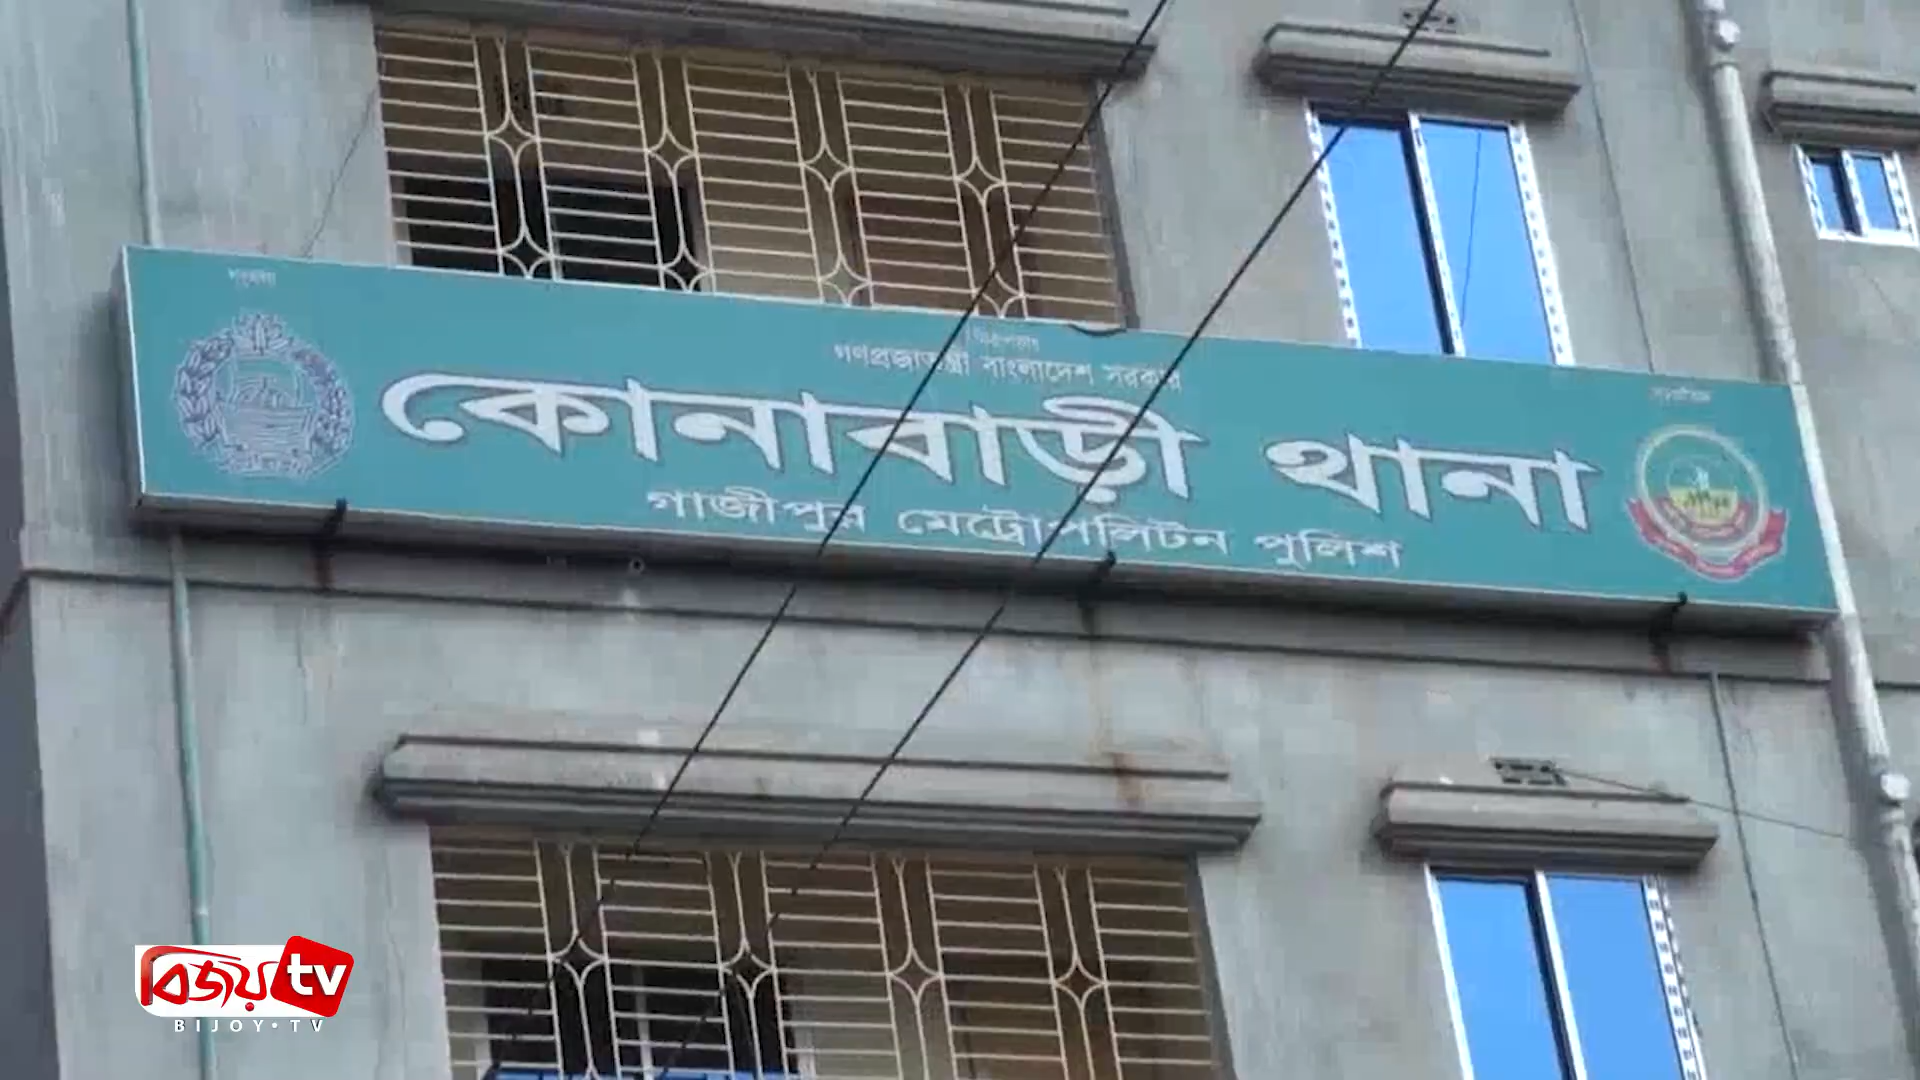 গণপ্রজাতন্ত্রী বাংলাদেশ সরকার
কোনাবাড়ী থানা
গাজীপুর মেট্রোপলিটন পুলিশ
বিজয় tv
BIJOY • TV